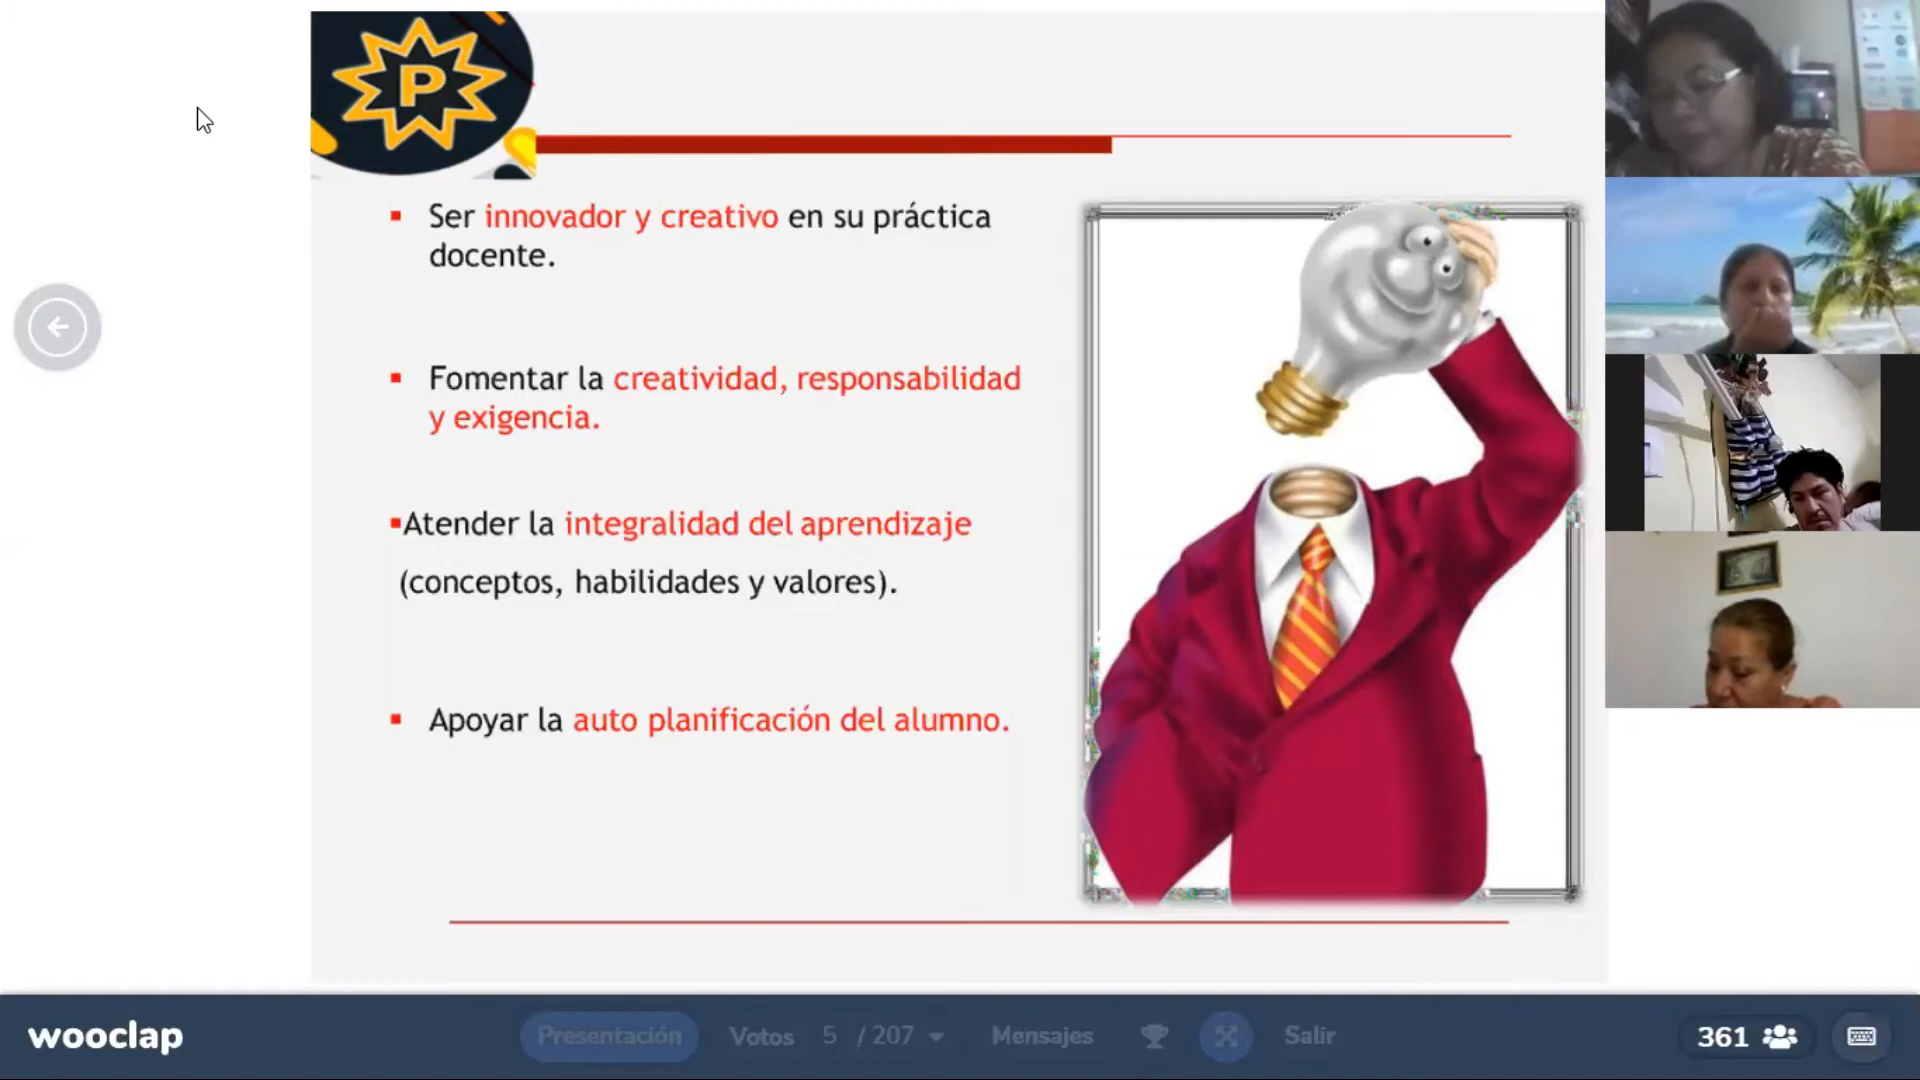 P
Ser innovador y creativo en su práctica
docente.
Fomentar la creatividad, responsabilidad
y exigencia.
Atender la integralidad del aprendizaje
(conceptos, habilidades y valores).
Apoyar la auto planificación del alumno.
wooclap
Presentación Votos 5 / 207 Mensajes Salir
361